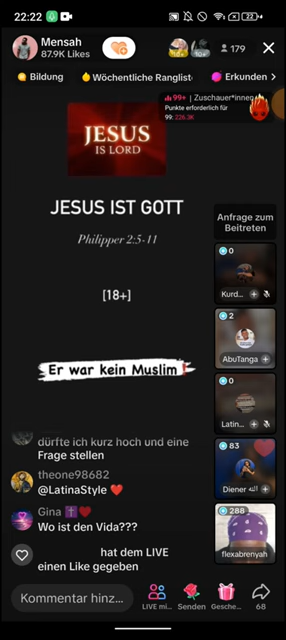 22:22
22
Mensah
87.9K Likes
179
Bildung
Wöchentliche Ranglist
Erkunden
99+ | Zuschauer*innen
Punkte erforderlich für
99: 226.3K
JESUS
IS LORD
JESUS IST GOTT
Philipper 2:5-11
[18+]
Er war kein Muslim❗
Anfrage zum
Beitreten
0
Kurd...
2
AbuTanga
0
Latin...
83
Diener الله
288
flexabrenyah
dürfte ich kurz hoch und eine
Frage stellen
theone98682
@LatinaStyle ❤️
Gina ✝️❤️
Wo ist den Vida???
hat dem LIVE
einen Like gegeben
Kommentar hinz...
LIVE mi...
Senden
Gesche...
68